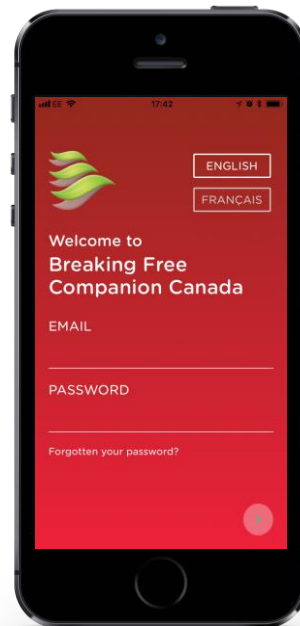 EE 17:42
ENGLISH
FRANÇAIS
Welcome to
Breaking Free
Companion Canada
EMAIL
PASSWORD
Forgotten your password?